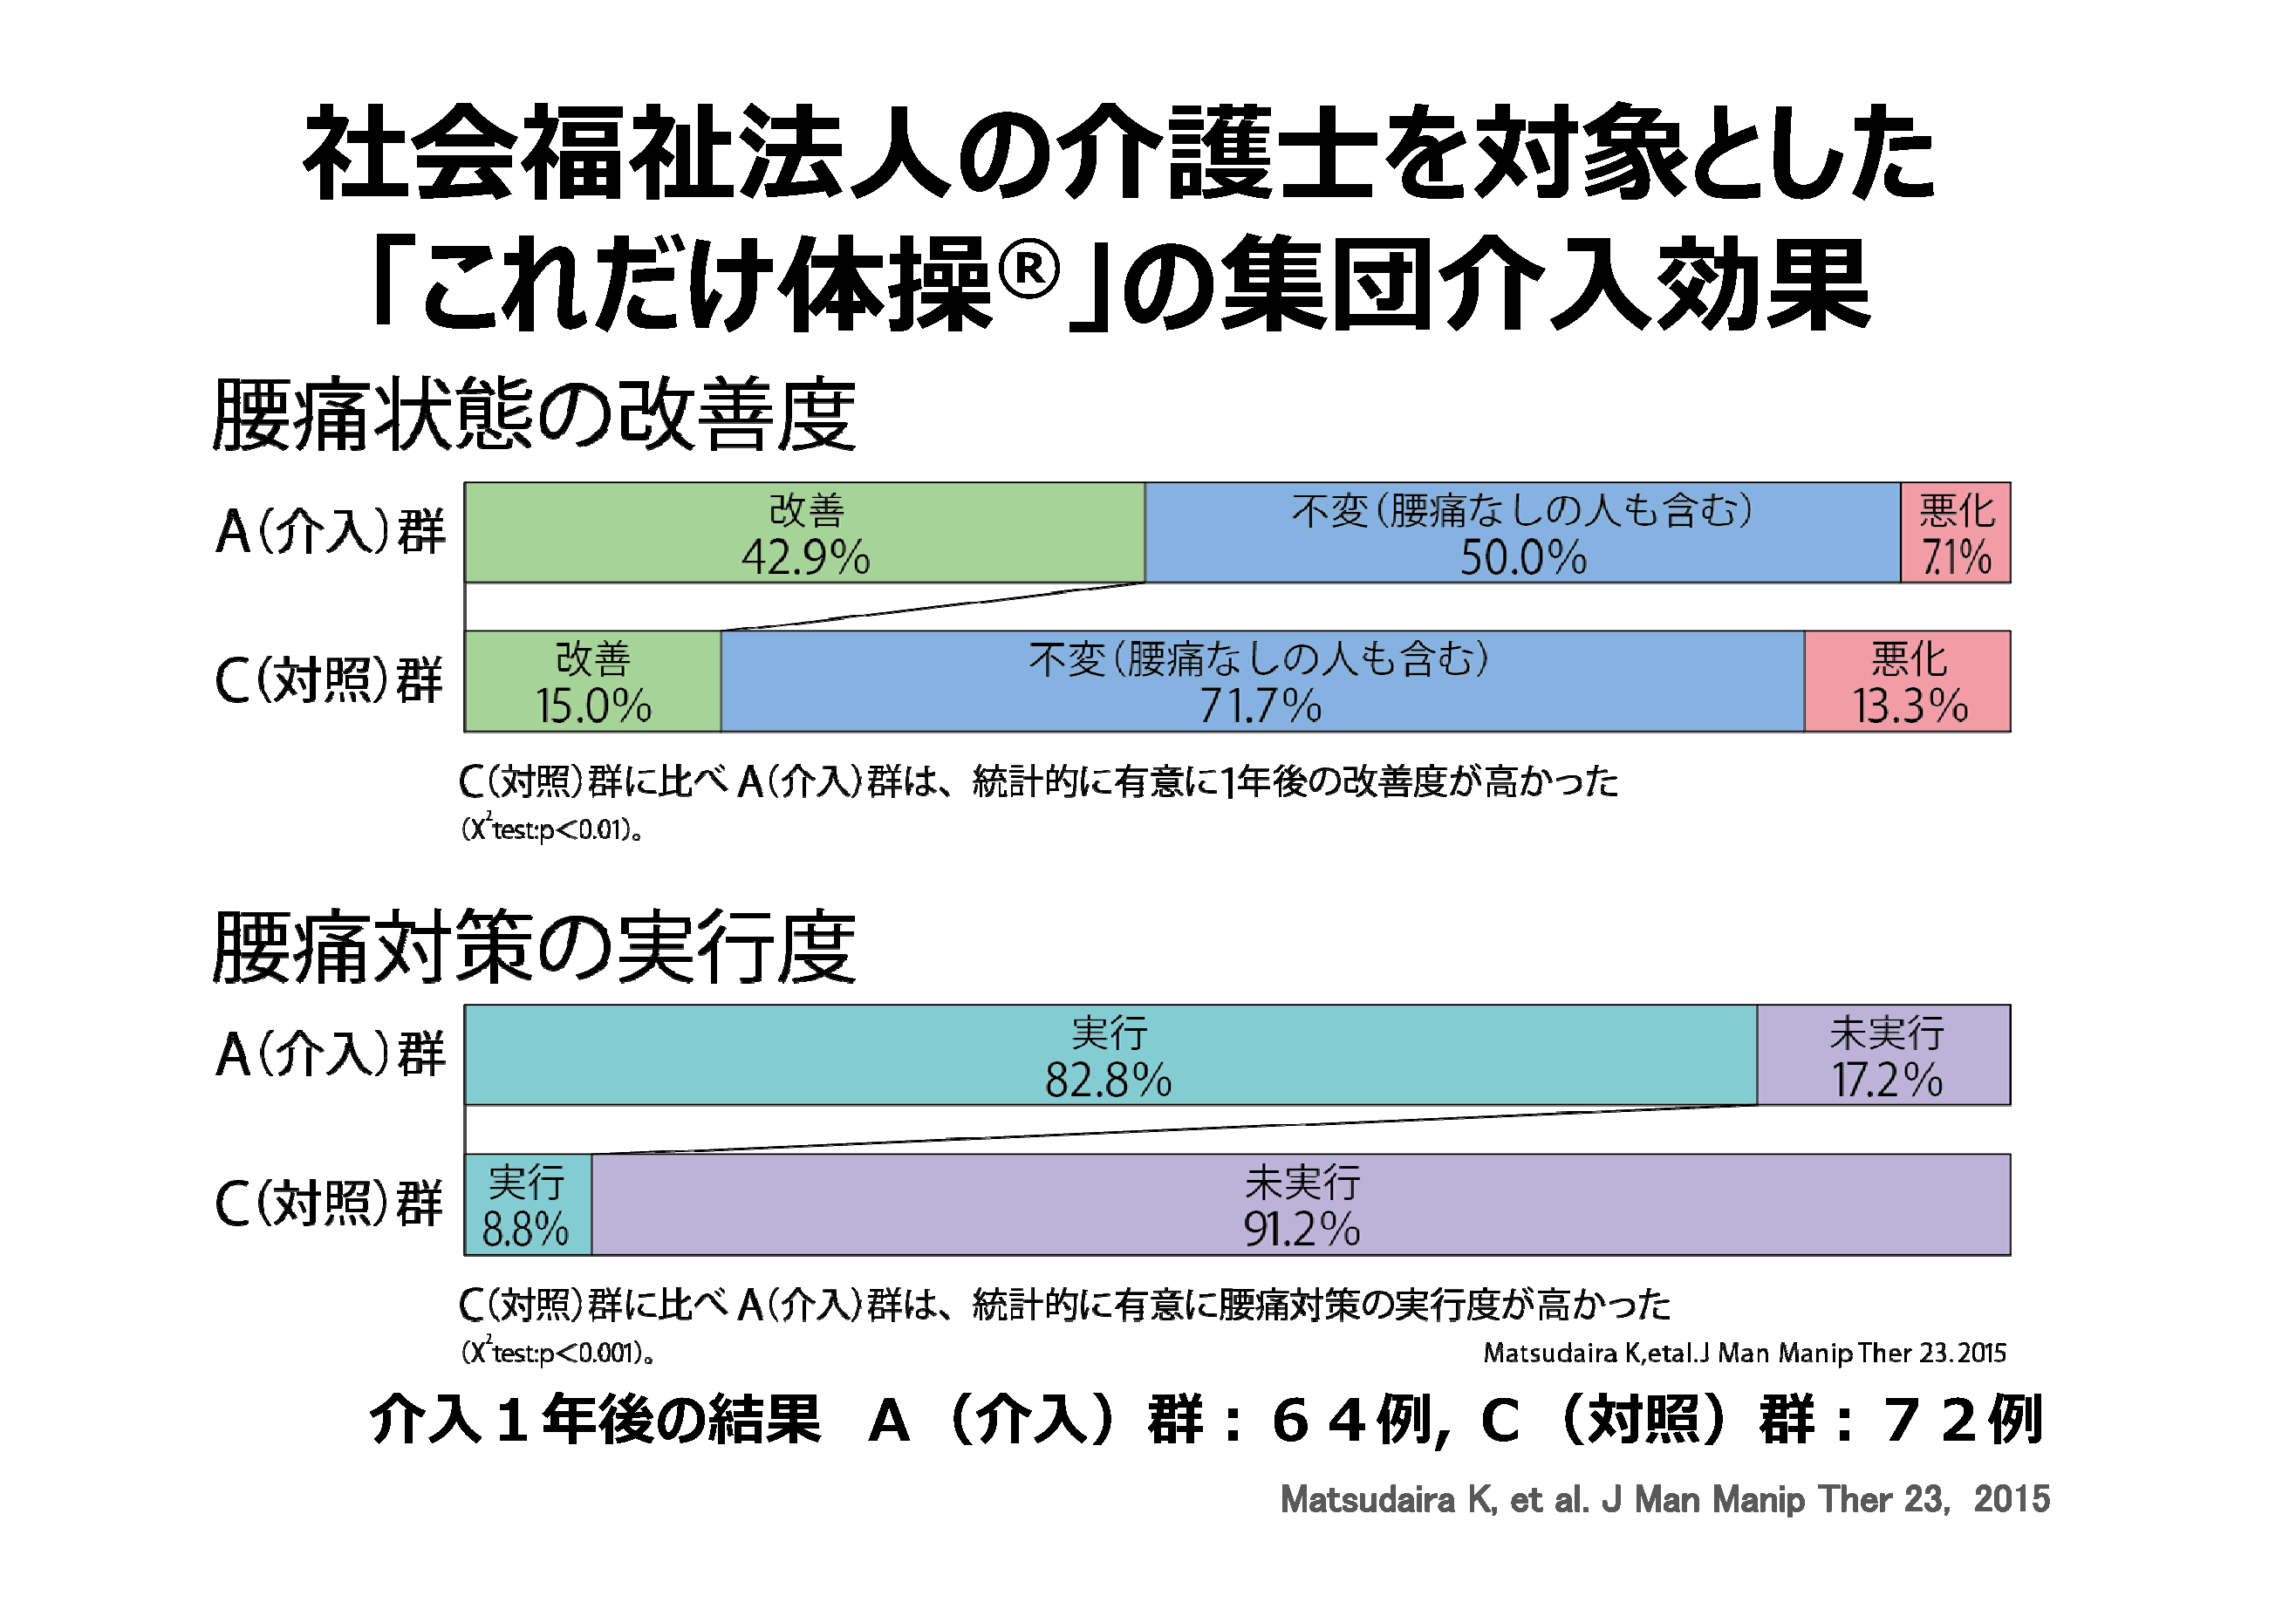 社会福祉法人の介護士を対象とした
「これだけ体操®」の集団介入効果
腰痛状態の改善度
A(介入)群
改善
42.9%
不変(腰痛なしの人も含む)
50.0%
悪化
7.1%
C(対照)群
改善
15.0%
不変(腰痛なしの人も含む)
71.7%
悪化
13.3%
C(対照)群に比べ A(介入)群は、統計的に有意に1年後の改善度が高かった
(X²test:p<0.01)。
腰痛対策の実行度
A(介入)群
実行
82.8%
未実行
17.2%
C(対照)群
実行
8.8%
未実行
91.2%
C(対照)群に比べ A(介入)群は、統計的に有意に腰痛対策の実行度が高かった
(X²test:p<0.001)。
Matsudaira K,etal.J Man Manip Ther 23.2015
介入1年後の結果 A(介入)群:64例, C(対照)群:72例
Matsudaira K, et al. J Man Manip Ther 23, 2015